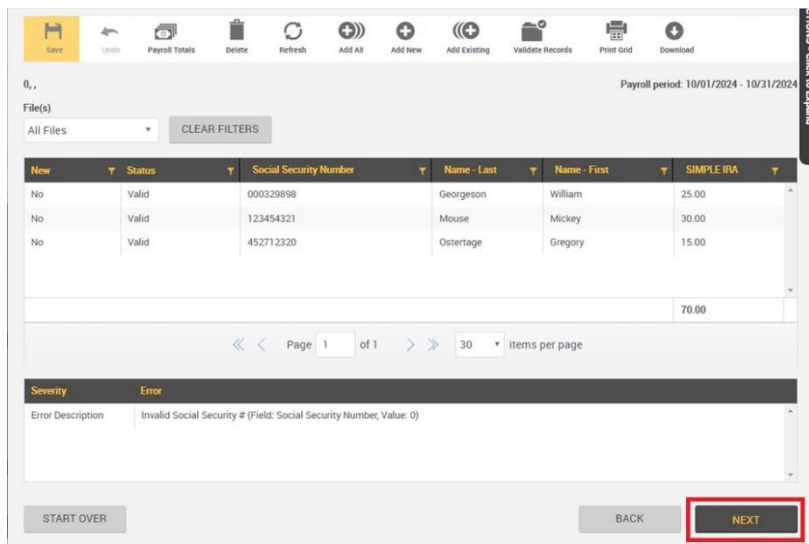 Save Undo Payroll Totals Delete Refresh Add All Add New Add Existing Validate Records Print Grid Download
0, , Payroll period: 10/01/2024 - 10/31/2024
File(s)
All Files CLEAR FILTERS
New Status Social Security Number Name - Last Name - First SIMPLE IRA
No Valid 000329898 Georgeson William 25.00
No Valid 123454321 Mouse Mickey 30.00
No Valid 452712320 Ostertage Gregory 15.00
70.00
Page 1 of 1 30 items per page
Severity Error
Error Description Invalid Social Security # (Field: Social Security Number, Value: 0)
START OVER BACK NEXT
Click to Expand